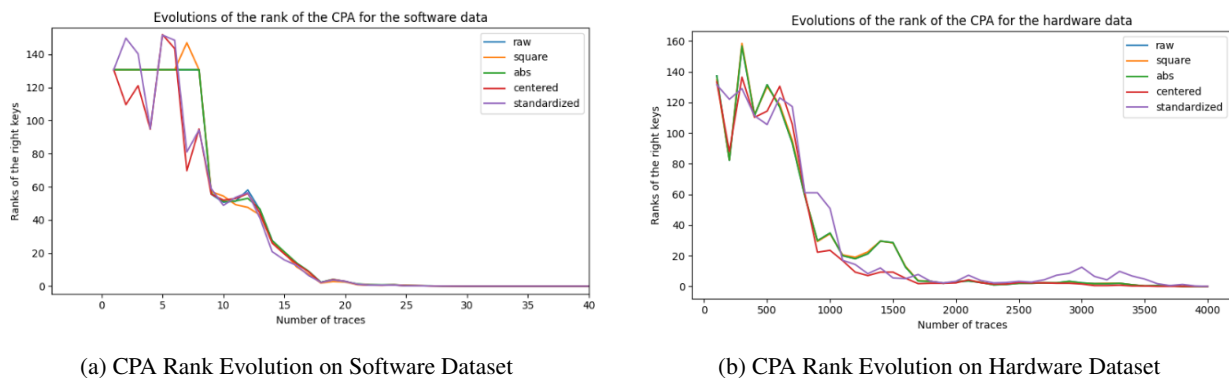 Evolutions of the rank of the CPA for the software data
Ranks of the right keys
140
120
100
80
60
40
20
0
raw
square
abs
centered
standardized
0 5 10 15 20 25 30 35 40
Number of traces
(a) CPA Rank Evolution on Software Dataset
Evolutions of the rank of the CPA for the hardware data
Ranks of the right keys
160
140
120
100
80
60
40
20
0
raw
square
abs
centered
standardized
0 500 1000 1500 2000 2500 3000 3500 4000
Number of traces
(b) CPA Rank Evolution on Hardware Dataset